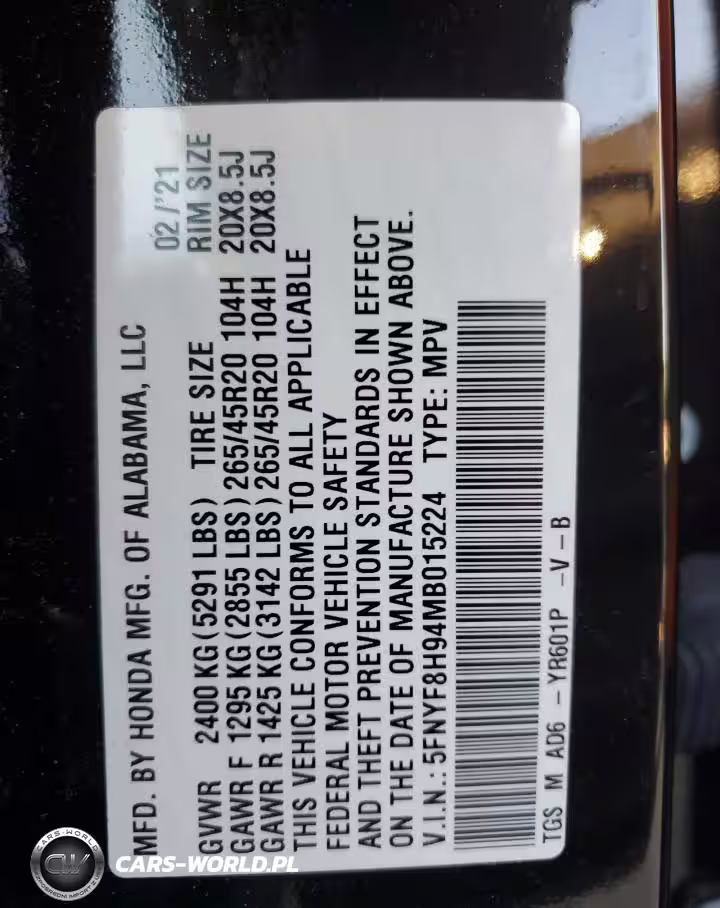 MFD. BY HONDA MFG. OF ALABAMA, LLC 02/'21
GVWR 2400 KG(5291 LBS) TIRE SIZE RIM SIZE
GAWR F 1295 KG(2855 LBS)265/45R20 104H 20X8.5J
GAWR R 1425 KG(3142 LBS)265/45R20 104H 20X8.5J
THIS VEHICLE CONFORMS TO ALL APPLICABLE
FEDERAL MOTOR VEHICLE SAFETY
AND THEFT PREVENTION STANDARDS IN EFFECT
ON THE DATE OF MANUFACTURE SHOWN ABOVE.
V.I.N.: 5FNYF8H94MB015224 TYPE: MPV
TGS M AD6 - YR601P -V-B
CARS-WORLD
CW
CARS-WORLD.PL